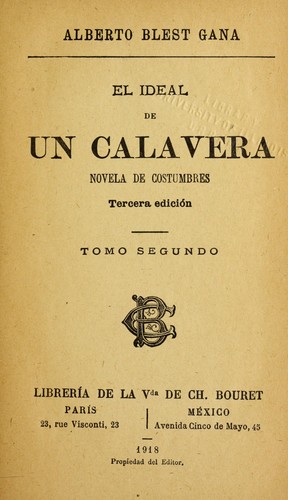 ALBERTO BLEST GANA
EL IDEAL
DE
UN CALAVERA
NOVELA DE COSTUMBRES
Tercera edición
TOMO SEGUNDO
LIBRERÍA DE LA Vda DE CH. BOURET
PARÍS
23, rue Visconti, 23
MÉXICO
Avenida Cinco de Mayo, 45
1918
Propiedad del Editor.